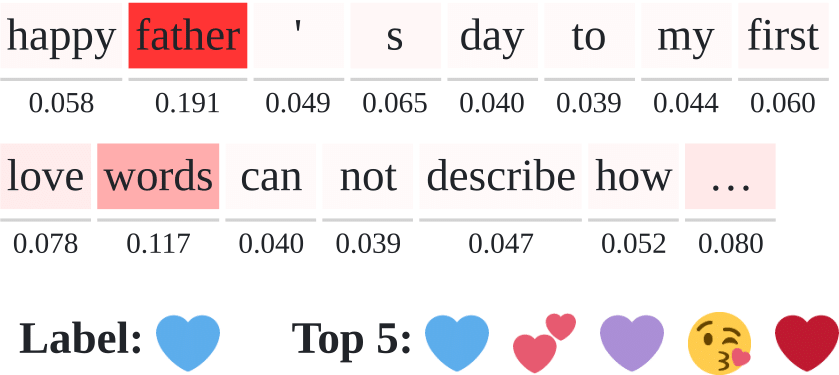 happy father ' s day to my first
0.058 0.191 0.049 0.065 0.040 0.039 0.044 0.060
love words can not describe how …
0.078 0.117 0.040 0.039 0.047 0.052 0.080
Label: 💙 Top 5: 💙 💕 💜 😘 ❤️